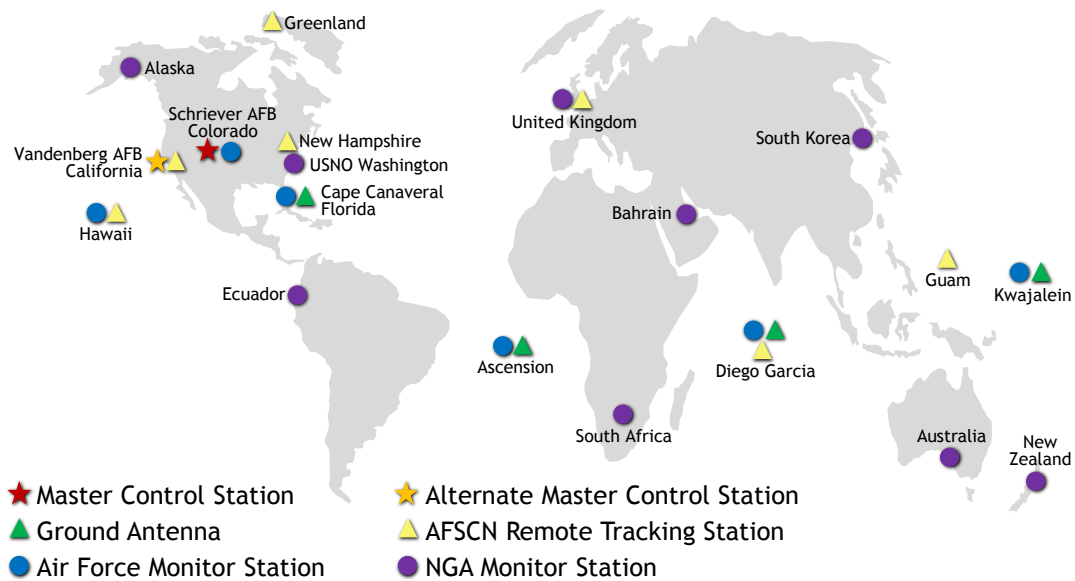 Greenland
Alaska
Schriever AFB
Colorado
New Hampshire
USNO Washington
Vandenberg AFB
California
Cape Canaveral
Florida
Hawaii
Ecuador
United Kingdom
South Korea
Bahrain
Guam
Kwajalein
Ascension
Diego Garcia
South Africa
Australia
New
Zealand
Master Control Station
Alternate Master Control Station
Ground Antenna
AFSCN Remote Tracking Station
Air Force Monitor Station
NGA Monitor Station